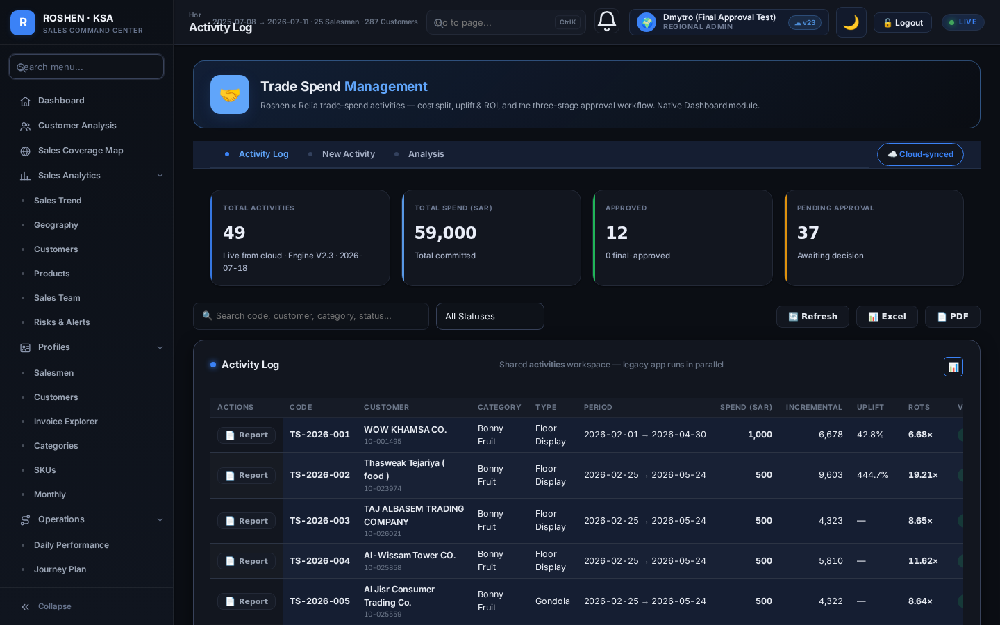 R
ROSHEN · KSA
SALES COMMAND CENTER
Search menu...
Dashboard
Customer Analysis
Sales Coverage Map
Sales Analytics
Sales Trend
Geography
Customers
Products
Sales Team
Risks & Alerts
Profiles
Salesmen
Customers
Invoice Explorer
Categories
SKUs
Monthly
Operations
Daily Performance
Journey Plan
Collapse
Hor
2025-07-08 → 2026-07-11 · 25 Salesmen · 287 Customers
Activity Log
Go to page...
CtrlK
Dmytro (Final Approval Test)
REGIONAL ADMIN
v23
Logout
LIVE
Trade Spend Management
Roshen × Relia trade-spend activities — cost split, uplift & ROI, and the three-stage approval workflow. Native Dashboard module.
Activity Log
New Activity
Analysis
Cloud-synced
TOTAL ACTIVITIES
49
Live from cloud · Engine V2.3 · 2026-
07-18
TOTAL SPEND (SAR)
59,000
Total committed
APPROVED
12
0 final-approved
PENDING APPROVAL
37
Awaiting decision
Search code, customer, category, status...
All Statuses
Refresh
Excel
PDF
Activity Log
Shared activities workspace — legacy app runs in parallel
ACTIONS CODE CUSTOMER CATEGORY TYPE PERIOD SPEND (SAR) INCREMENTAL UPLIFT ROTS V
Report TS-2026-001 WOW KHAMSA CO. 10-001495 Bonny Fruit Floor Display 2026-02-01 → 2026-04-30 1,000 6,678 42.8% 6.68×
Report TS-2026-002 Thasweak Tejariya ( food ) 10-023974 Bonny Fruit Floor Display 2026-02-25 → 2026-05-24 500 9,603 444.7% 19.21×
Report TS-2026-003 TAJ ALBASEM TRADING COMPANY 10-026021 Bonny Fruit Floor Display 2026-02-25 → 2026-05-24 500 4,323 — 8.65×
Report TS-2026-004 Al-Wissam Tower CO. 10-025858 Bonny Fruit Floor Display 2026-02-25 → 2026-05-24 500 5,810 — 11.62×
Report TS-2026-005 Al Jisr Consumer Trading Co. 10-025559 Bonny Fruit Gondola 2026-02-25 → 2026-05-24 500 4,322 — 8.64×